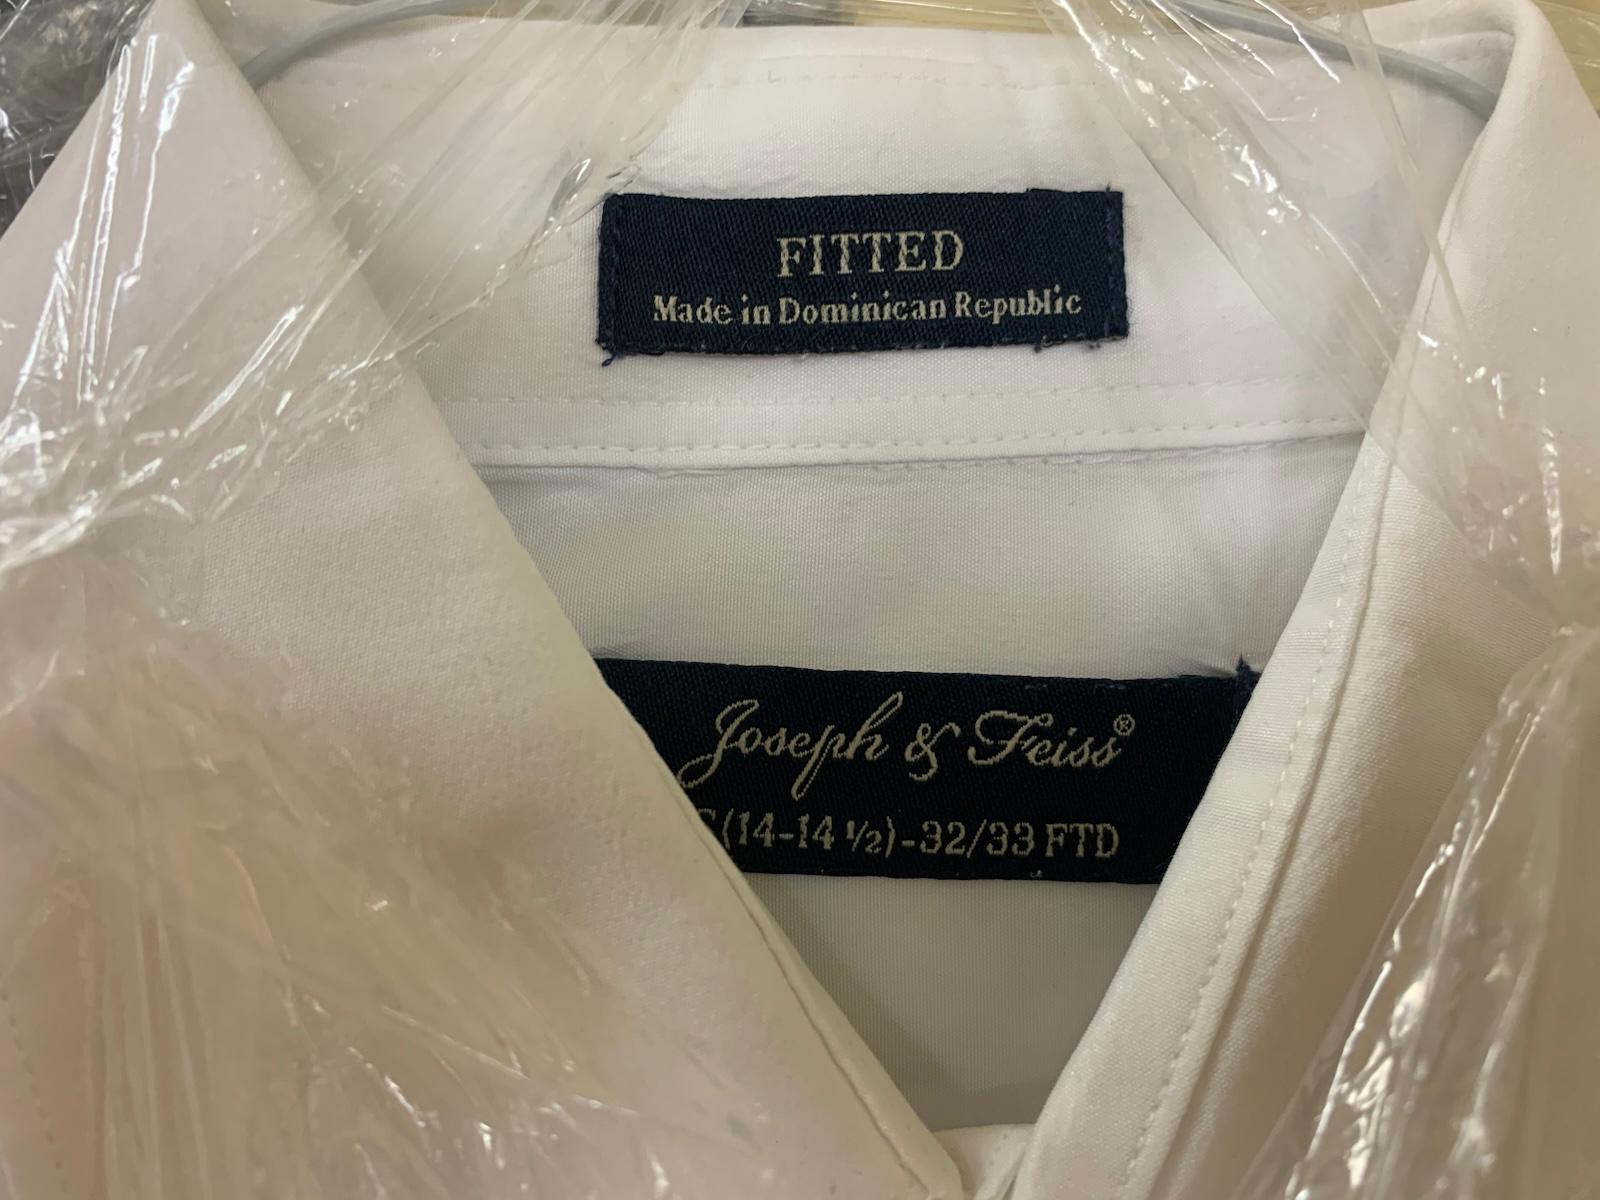 FITTED
Made in Dominican Republic
Joseph & Feiss®
(14-14 ½)-32/33 FTD